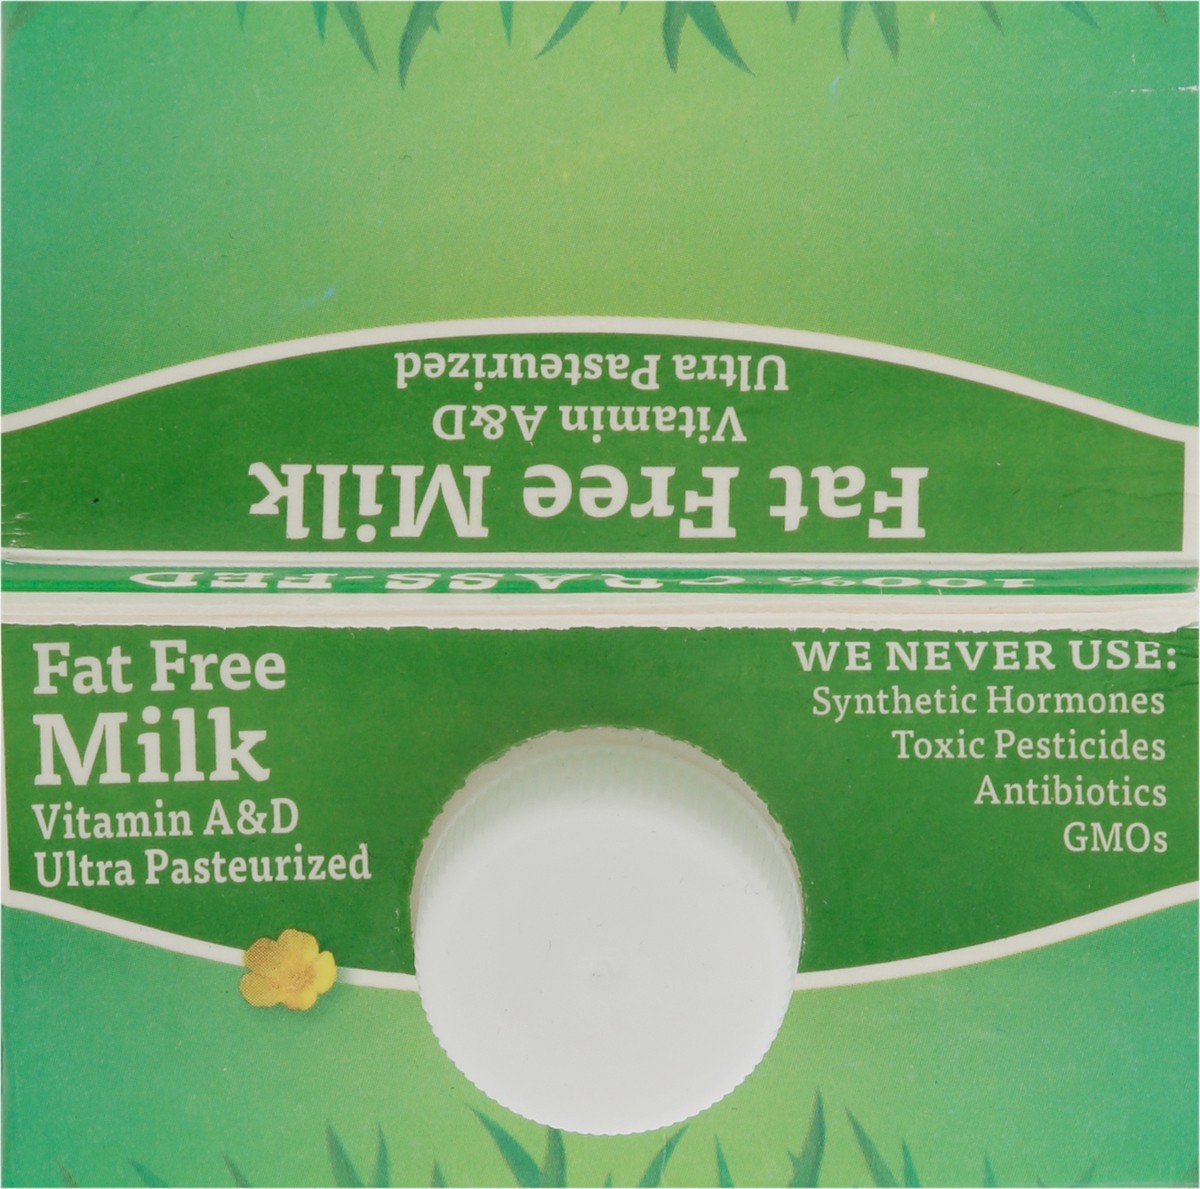 Ultra Pasteurized
Vitamin A&D
Fat Free Milk
100% GRASS-FED
Fat Free
Milk
Vitamin A&D
Ultra Pasteurized
WE NEVER USE:
Synthetic Hormones
Toxic Pesticides
Antibiotics
GMOs